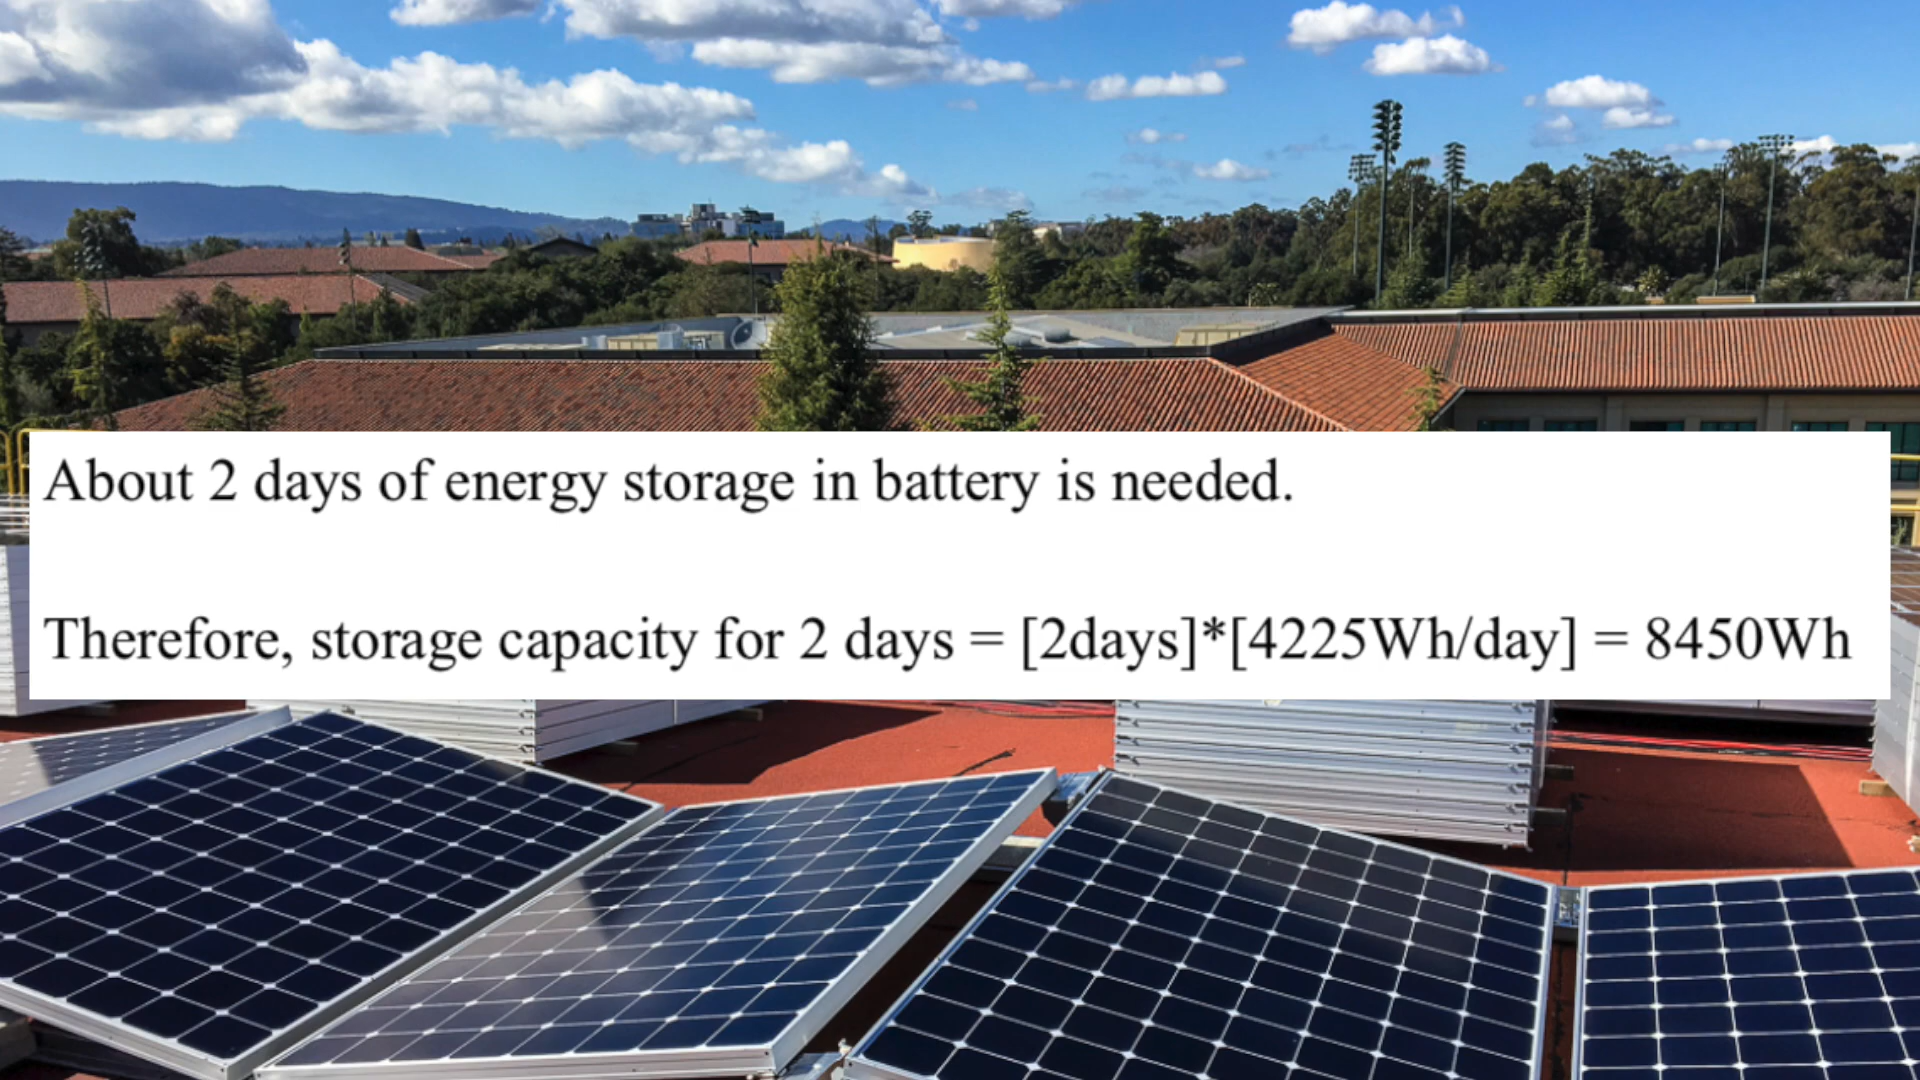 About 2 days of energy storage in battery is needed.
Therefore, storage capacity for 2 days = [2days]*[4225Wh/day] = 8450Wh